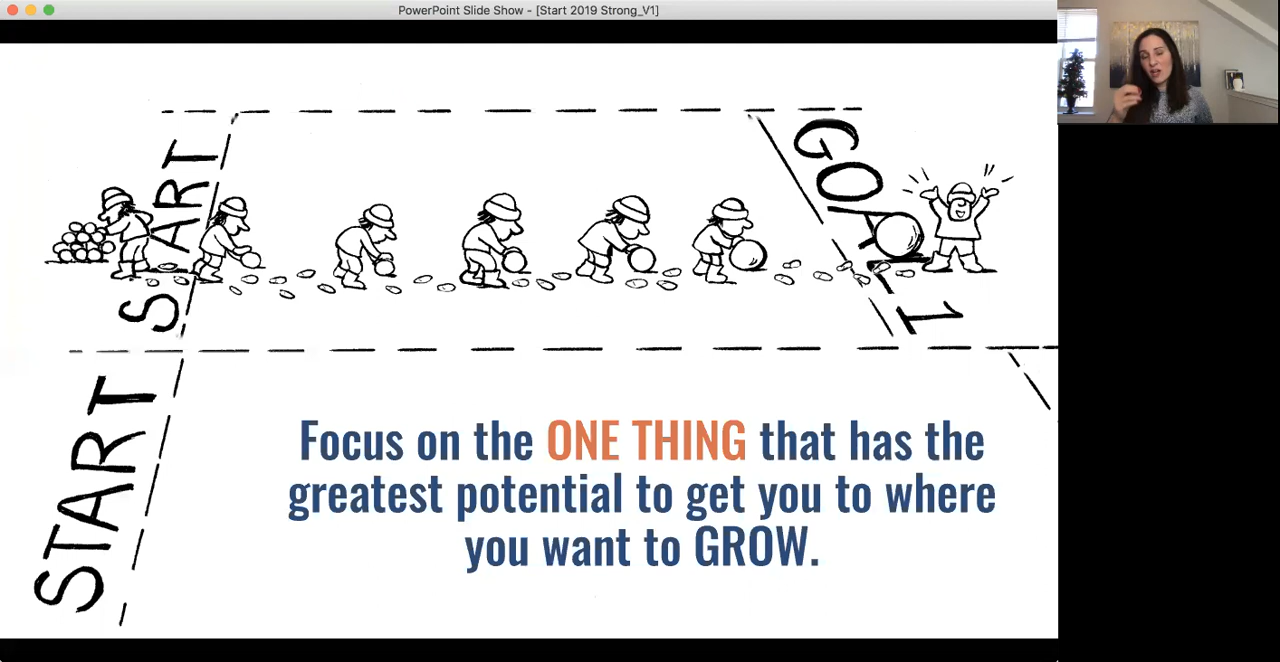 PowerPoint Slide Show - [Start 2019 Strong_V1]
START
GOAL 1
START
Focus on the ONE THING that has the
greatest potential to get you to where
you want to GROW.